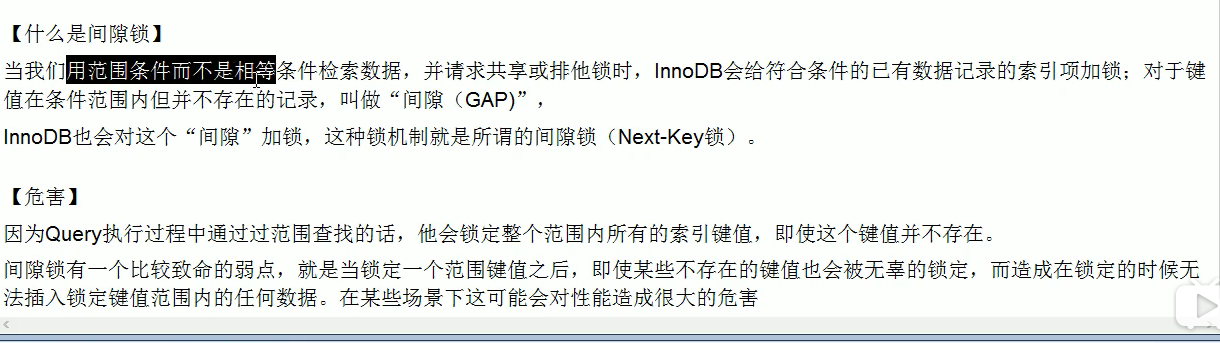 【什么是间隙锁】
当我们用范围条件而不是相等条件检索数据，并请求共享或排他锁时，InnoDB会给符合条件的已有数据记录的索引项加锁；对于键
值在条件范围内但并不存在的记录，叫做“间隙（GAP)”，
InnoDB也会对这个“间隙”加锁，这种锁机制就是所谓的间隙锁（Next-Key锁）。
【危害】
因为Query执行过程中通过过范围查找的话，他会锁定整个范围内所有的索引键值，即使这个键值并不存在。
间隙锁有一个比较致命的弱点，就是当锁定一个范围键值之后，即使某些不存在的键值也会被无辜的锁定，而造成在锁定的时候无
法插入锁定键值范围内的任何数据。在某些场景下这可能会对性能造成很大的危害